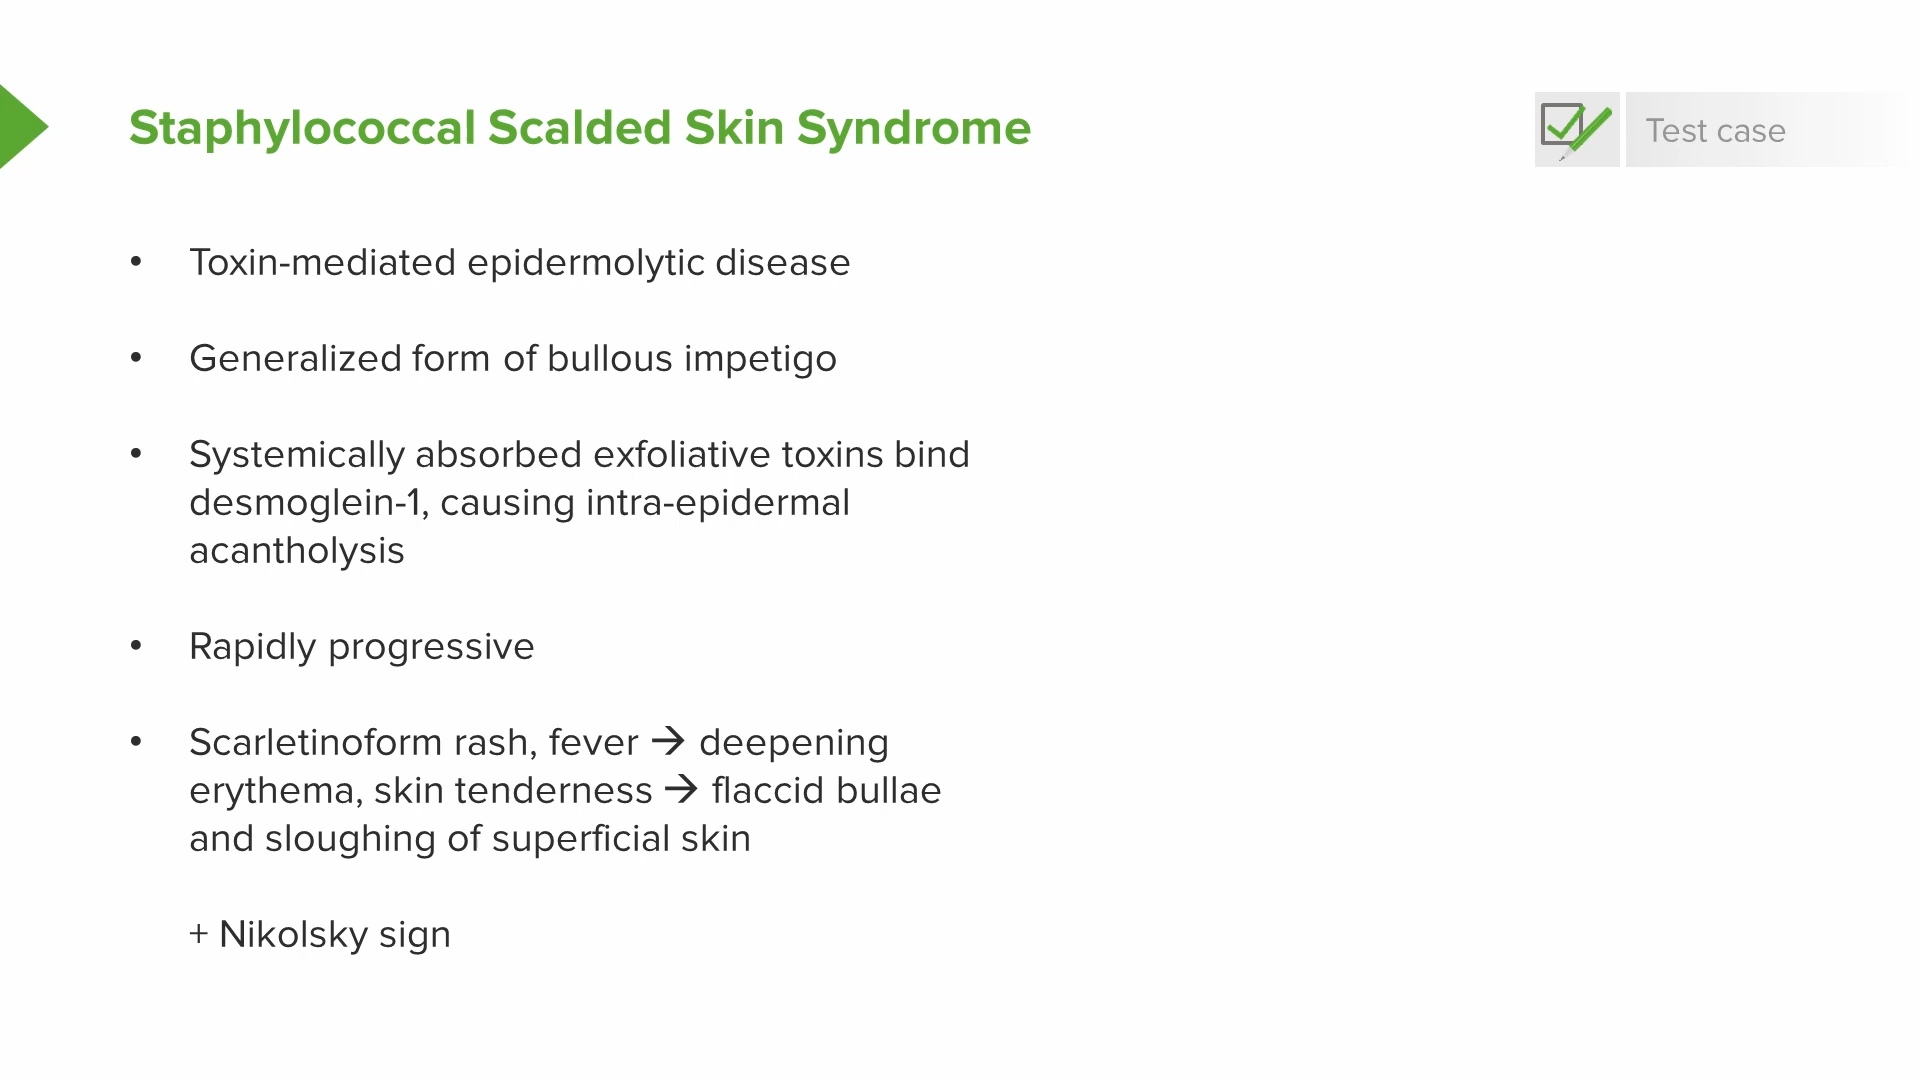 Staphylococcal Scalded Skin Syndrome
Test case
• Toxin-mediated epidermolytic disease
• Generalized form of bullous impetigo
• Systemically absorbed exfoliative toxins bind
desmoglein-1, causing intra-epidermal
acantholysis
• Rapidly progressive
• Scarletinoform rash, fever → deepening
erythema, skin tenderness → flaccid bullae
and sloughing of superficial skin
+ Nikolsky sign